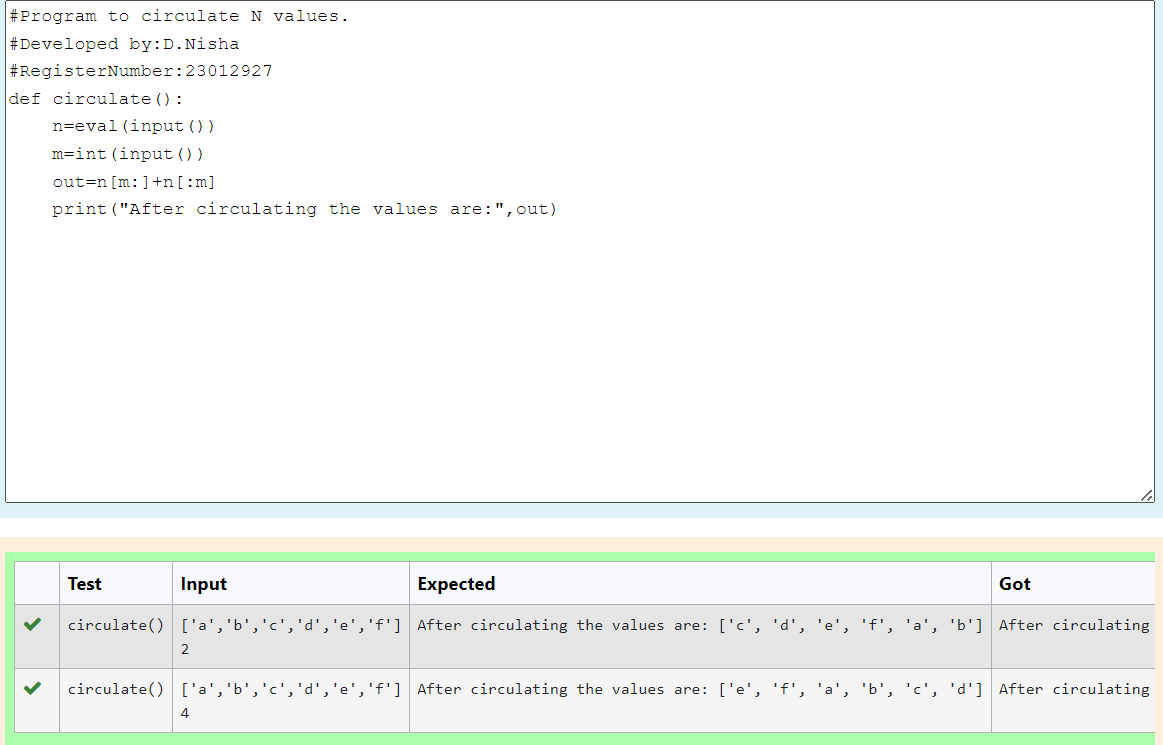 #Program to circulate N values.
#Developed by:D.Nisha
#RegisterNumber:23012927
def circulate():
    n=eval(input())
    m=int(input())
    out=n[m:]+n[:m]
    print("After circulating the values are:",out)
Test Input Expected Got
circulate() ['a','b','c','d','e','f'] After circulating the values are: ['c', 'd', 'e', 'f', 'a', 'b'] After circulating
2
circulate() ['a','b','c','d','e','f'] After circulating the values are: ['e', 'f', 'a', 'b', 'c', 'd'] After circulating
4